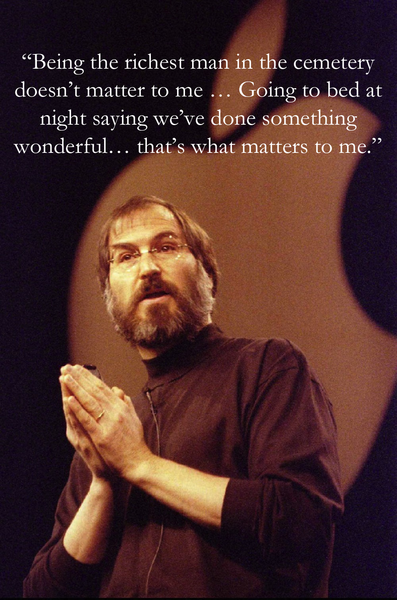 “Being the richest man in the cemetery
doesn’t matter to me … Going to bed at
night saying we’ve done something
wonderful… that’s what matters to me.”